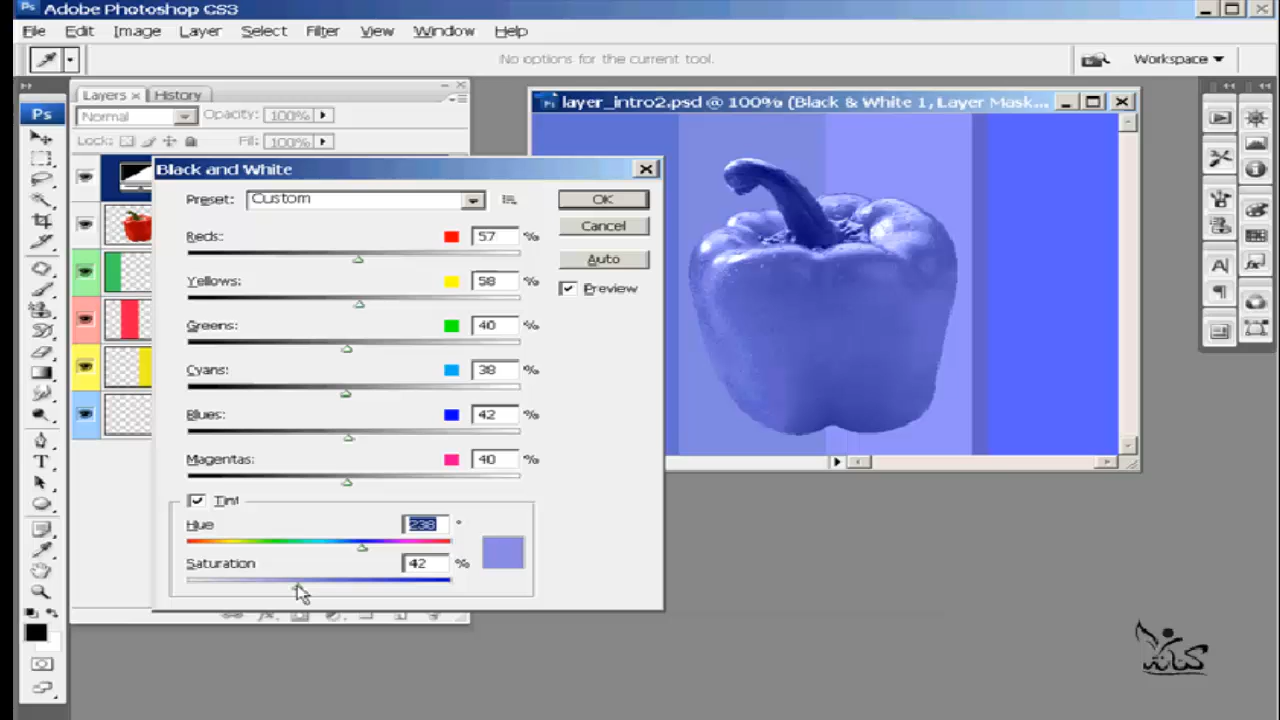 Ps Adobe Photoshop CS3
File Edit Image Layer Select Filter View Window Help
No options for the current tool.
Workspace
Layers x History
Normal Opacity: 100%
Lock: Fill: 100%
layer_intro2.psd @ 100% (Black & White 1, Layer Mask...
Ps
Black and White
Preset: Custom
OK
Cancel
Auto
Preview
Reds: 57 %
Yellows: 58 %
Greens: 40 %
Cyans: 38 %
Blues: 42 %
Magentas: 40 %
Tint
Hue 238 °
Saturation 42 %